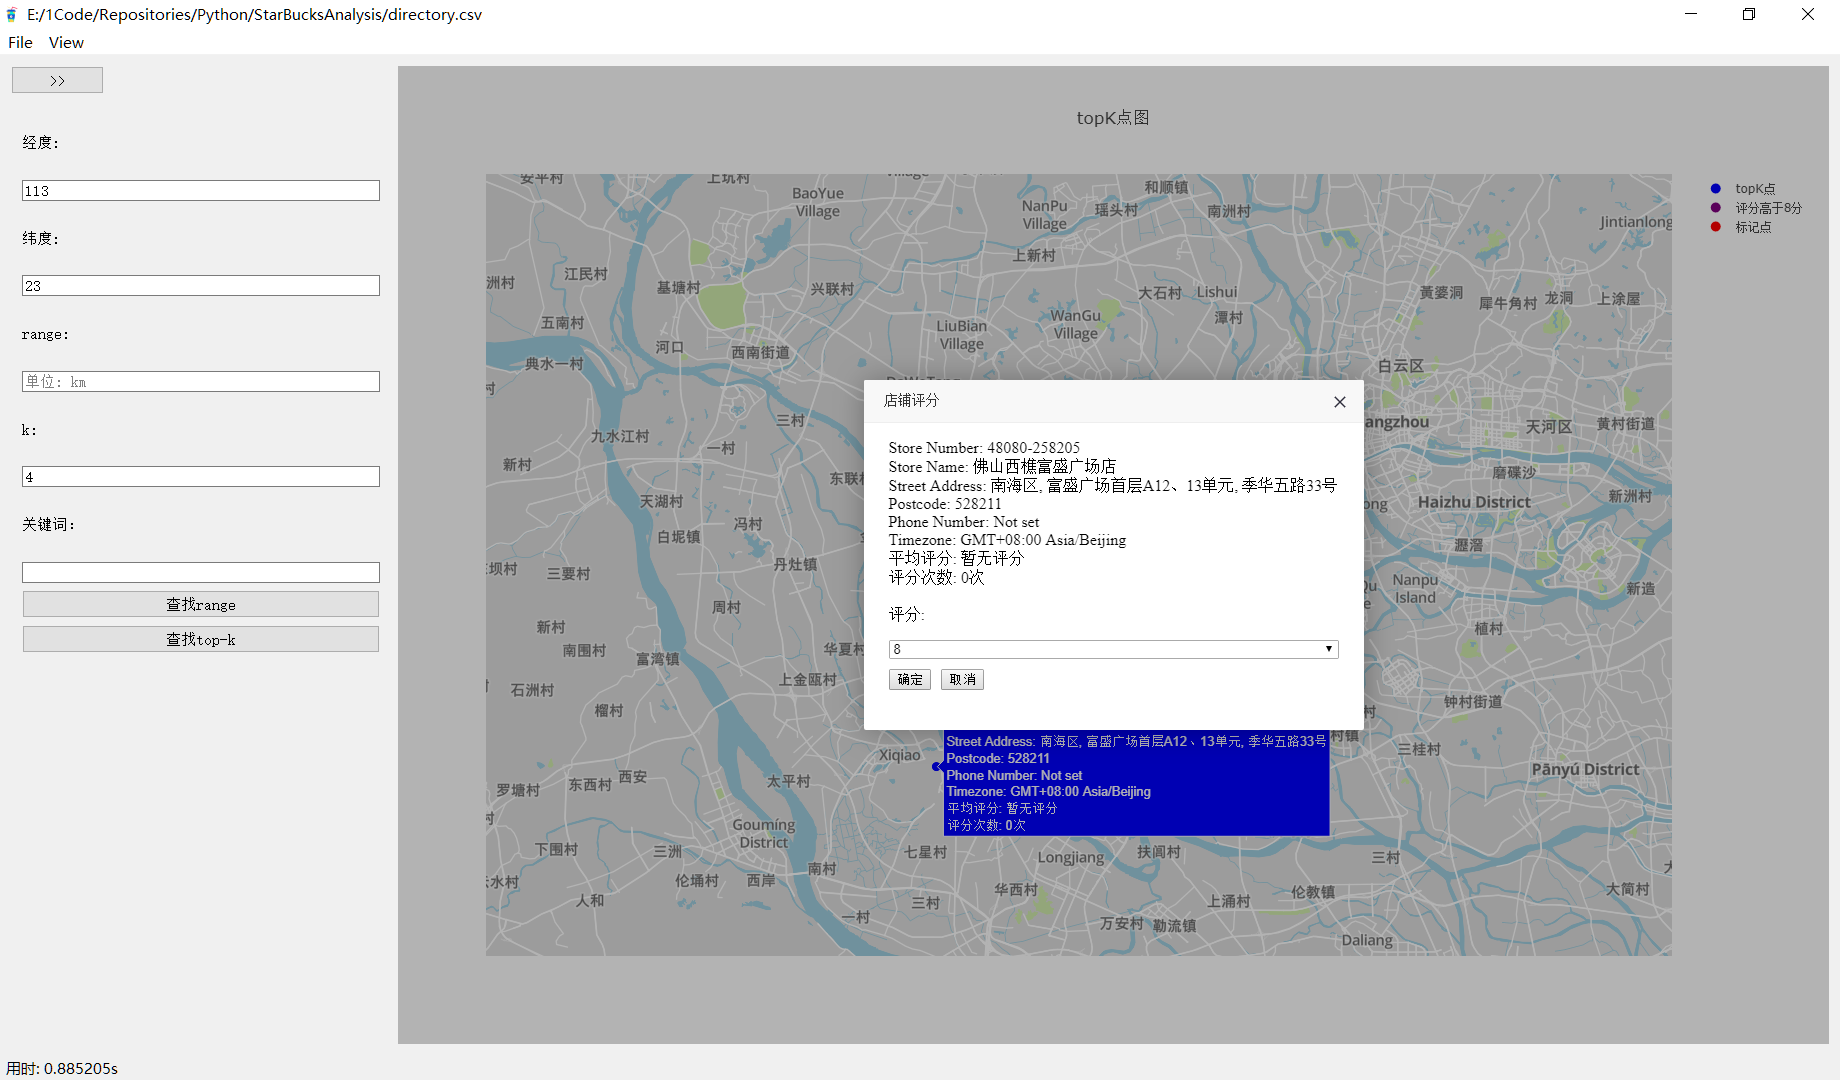 E:/1Code/Repositories/Python/StarBucksAnalysis/directory.csv
File View
>>
经度:
113
纬度:
23
range:
单位: km
k:
4
关键词:
查找range
查找top-k
用时: 0.885205s
topK点图
topK点
评分高于8分
标记点
安平村
上坑村
BaoYue
Village
和顺镇
NanPu
Village
瑶头村
南洲村
Jintianlong
上新村
洲村
江民村
基塘村
兴联村
大石村
Lishui
黃婆洞
犀牛角村
龙洞
上涂屋
五南村
LiuBian
Village
WanGu
Village
潭村
河口
西南街道
典水一村
白云区
三村
angzhou
天河区
黄村街道
九水江村
一村
新村
东联
磨碟沙
天湖村
ong
Haizhu District
新洲村
冯村
白坭镇
瀝滘
丹灶镇
坝村
三要村
Nanpu
Island
新造
周村
新村
植村
南围村
富湾镇
华夏村
石洲村
上金瓯村
钟村街道
榴村
店铺评分
Store Number: 48080-258205
Store Name: 佛山西樵富盛广场店
Street Address: 南海区, 富盛广场首层A12、13单元, 季华五路33号
Postcode: 528211
Phone Number: Not set
Timezone: GMT+08:00 Asia/Beijing
平均评分: 暂无评分
评分次数: 0次
评分:
8
确定
取消
Street Address: 南海区, 富盛广场首层A12、13单元, 季华五路33号
Postcode: 528211
Phone Number: Not set
Timezone: GMT+08:00 Asia/Beijing
平均评分: 暂无评分
评分次数: 0次
村镇
三桂村
Xiqiao
Pānyú District
罗塘村
东西村
西安
太平村
Goumíng
District
下围村
三洲
南村
七星村
Longjiang
扶闾村
三村
水村
伦埇村
西岸
华西村
伦教镇
大简村
人和
一村
三村
上涌村
万安村
勒流镇
Daliang